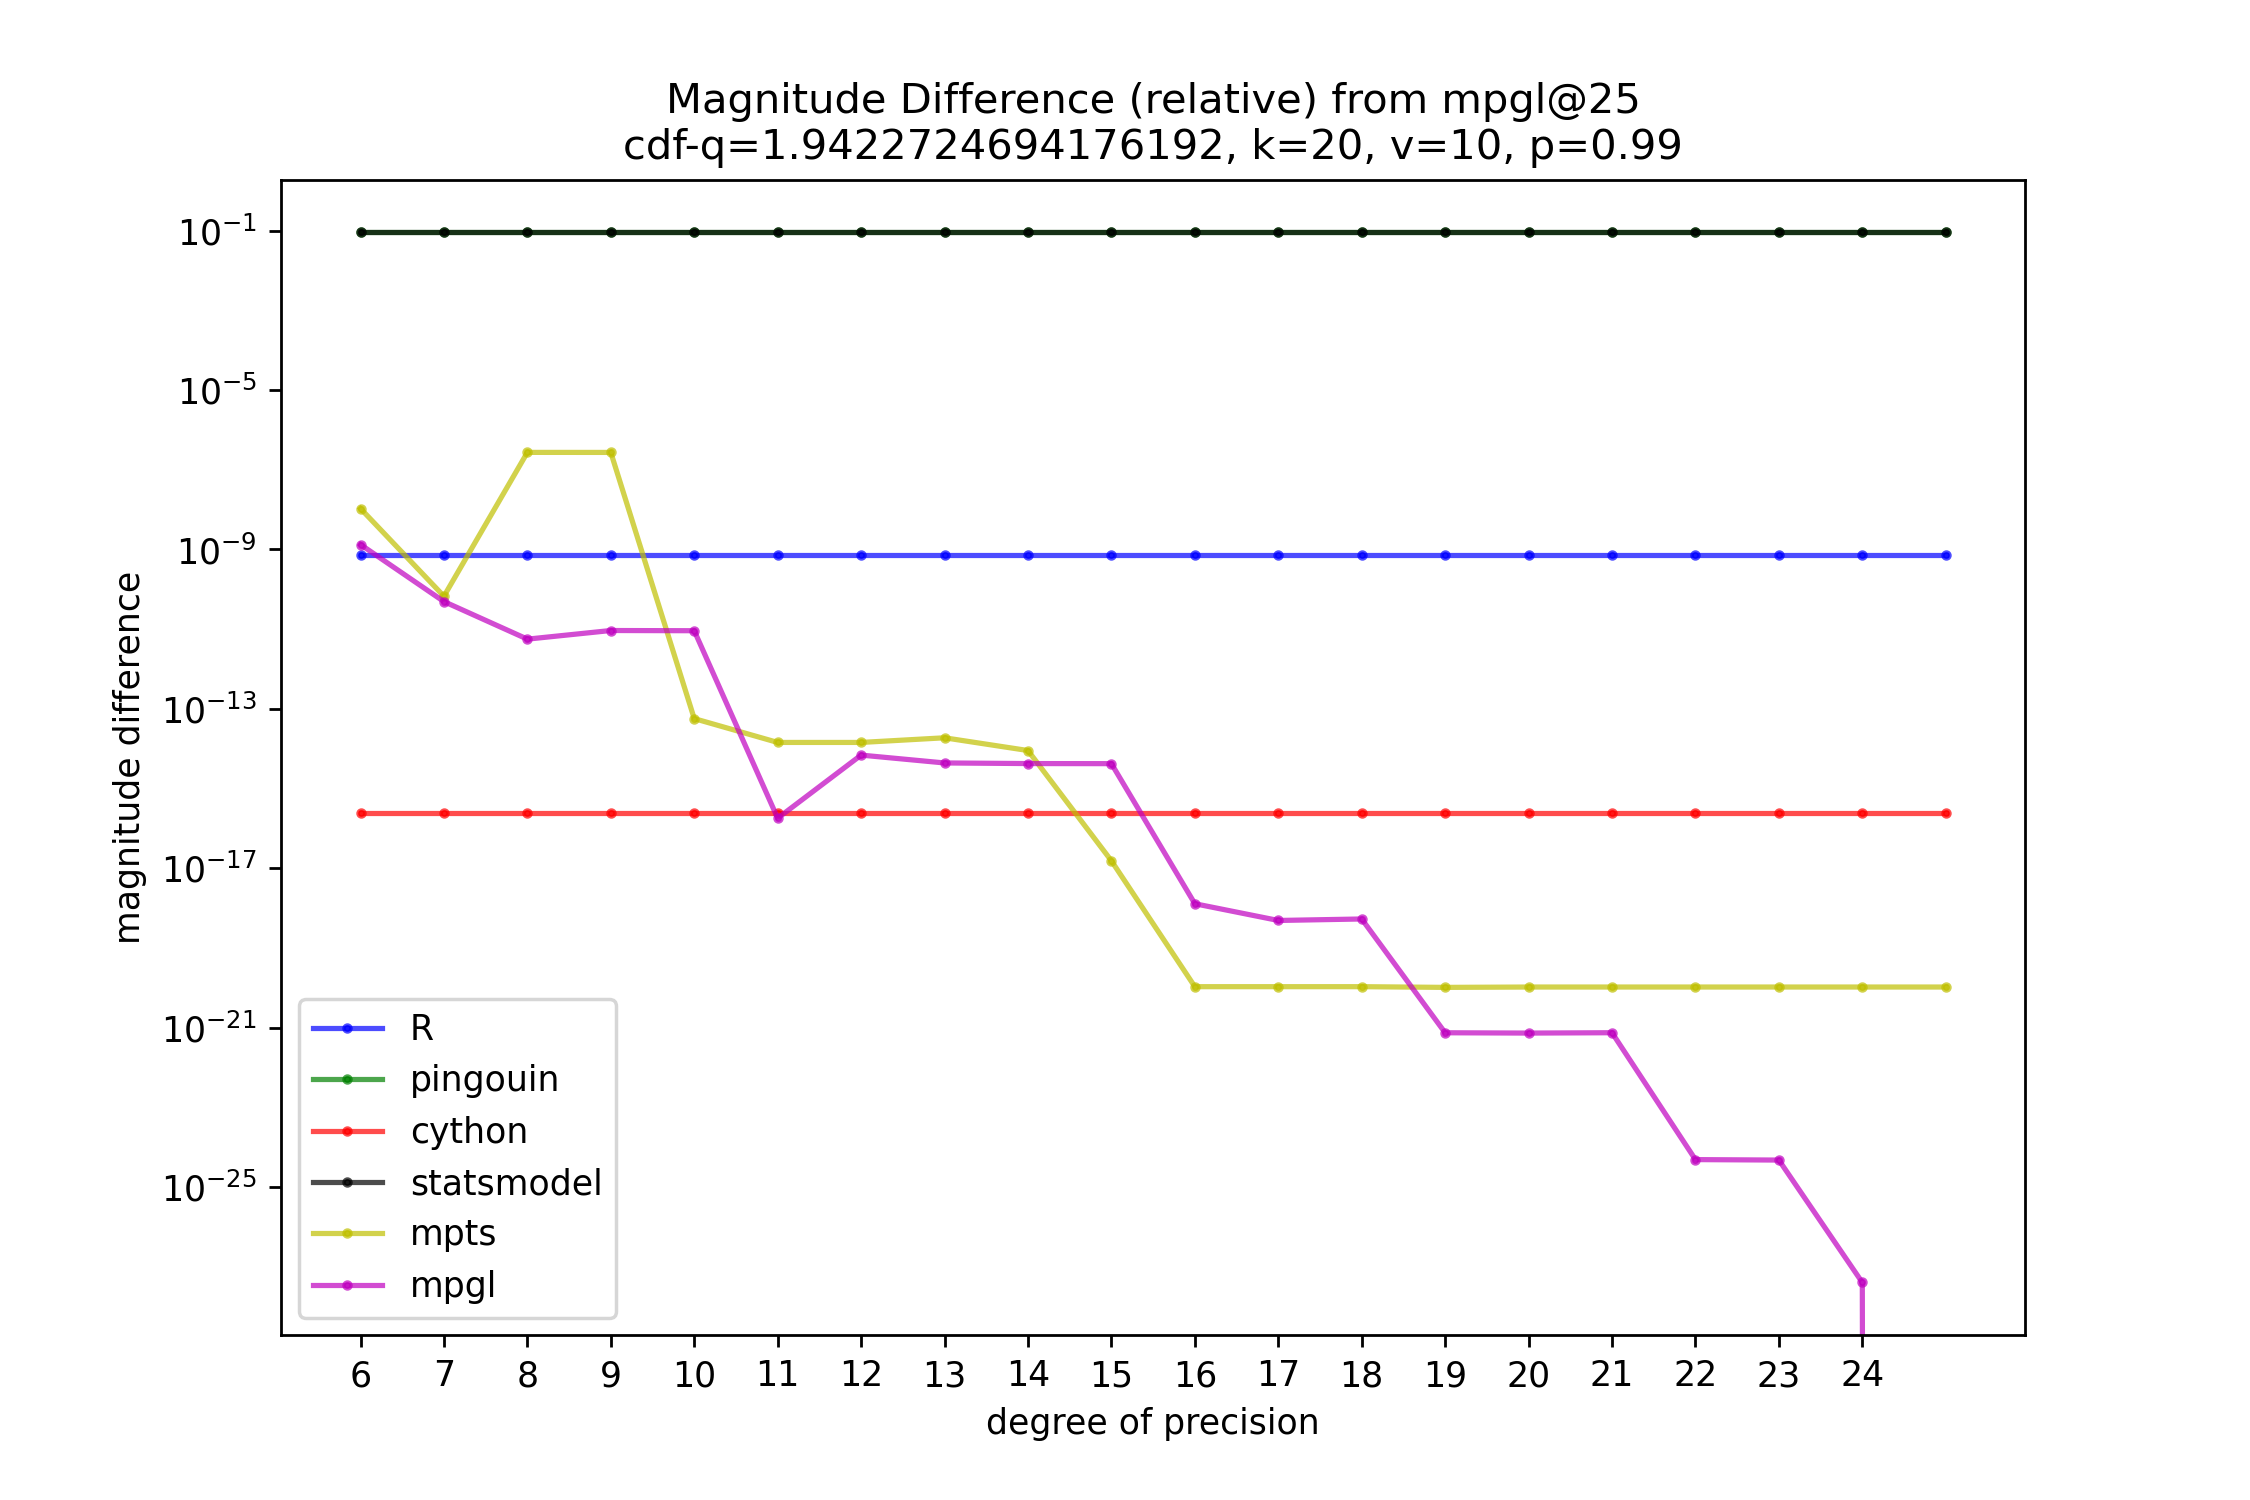 Magnitude Difference (relative) from mpgl@25
cdf-q=1.9422724694176192, k=20, v=10, p=0.99
magnitude difference
10⁻¹
10⁻⁵
10⁻⁹
10⁻¹³
10⁻¹⁷
10⁻²¹
10⁻²⁵
R
pingouin
cython
statsmodel
mpts
mpgl
6 7 8 9 10 11 12 13 14 15 16 17 18 19 20 21 22 23 24
degree of precision